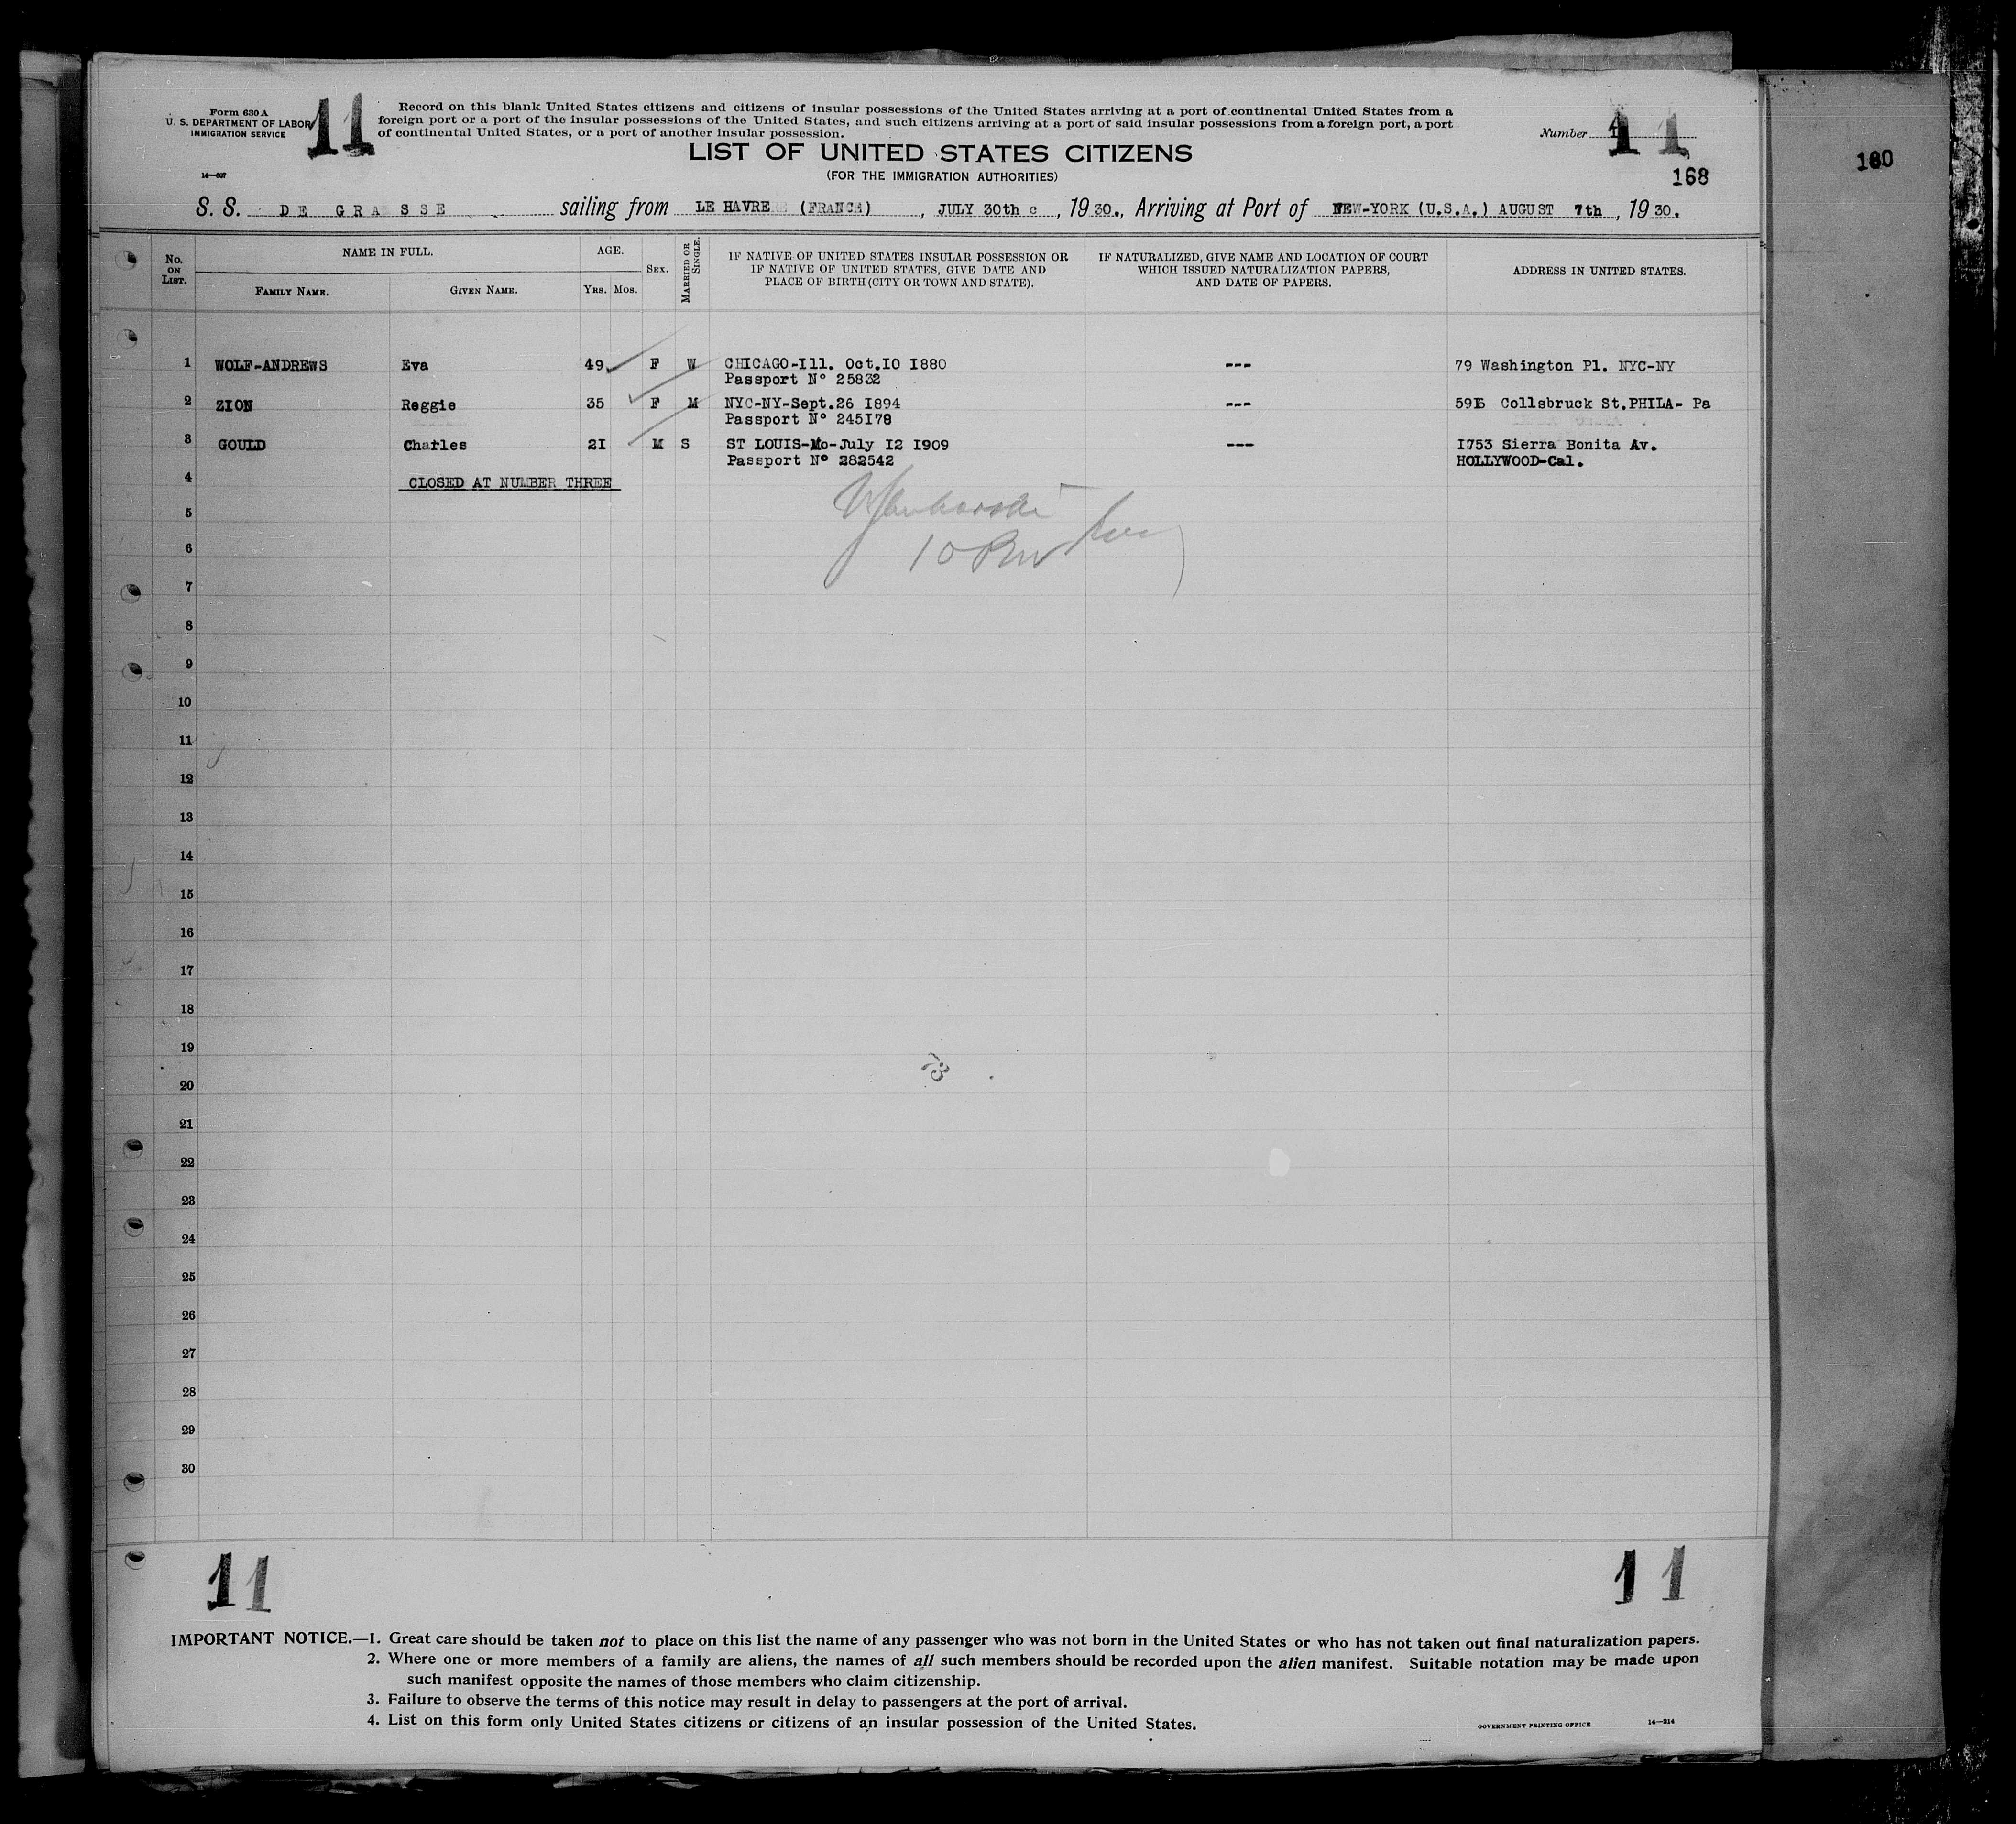 Form 630 A
U. S. DEPARTMENT OF LABOR
IMMIGRATION SERVICE
14—807
11
Record on this blank United States citizens and citizens of insular possessions of the United States arriving at a port of continental United States from a
foreign port or a port of the insular possessions of the United States, and such citizens arriving at a port of said insular possessions from a foreign port, a port
of continental United States, or a port of another insular possession.
Number 11
168
180
LIST OF UNITED STATES CITIZENS
(FOR THE IMMIGRATION AUTHORITIES)
S. S. DE GRASSE sailing from LE HAVRE (FRANCE), JULY 30th, 1930., Arriving at Port of NEW-YORK (U.S.A.) AUGUST 7th, 1930.
No. ON LIST. NAME IN FULL. FAMILY NAME. GIVEN NAME. AGE. YRS. MOS. SEX. MARRIED OR SINGLE. IF NATIVE OF UNITED STATES INSULAR POSSESSION OR IF NATIVE OF UNITED STATES, GIVE DATE AND PLACE OF BIRTH (CITY OR TOWN AND STATE). IF NATURALIZED, GIVE NAME AND LOCATION OF COURT WHICH ISSUED NATURALIZATION PAPERS, AND DATE OF PAPERS. ADDRESS IN UNITED STATES.
1 WOLF-ANDREWS Eva 49 F W CHICAGO-Ill. Oct.IO I880 --- 79 Washington Pl. NYC-NY
Passport N° 25832
2 ZION Reggie 35 F M NYC-NY-Sept.26 I894 --- Collsbruck St.PHILA- Pa
Passport N° 245I78
3 GOULD Charles 2I M S ST LOUIS-Mo-July I2 I909 --- I753 Sierra Bonita Av.
Passport N° 282542 HOLLYWOOD-Cal.
4 CLOSED AT NUMBER THREE
5
6
7
8
9
10
11
12
13
14
15
16
17
18
19
73
20
21
22
23
24
25
26
27
28
29
30
11 11
IMPORTANT NOTICE.—1. Great care should be taken not to place on this list the name of any passenger who was not born in the United States or who has not taken out final naturalization papers.
2. Where one or more members of a family are aliens, the names of all such members should be recorded upon the alien manifest. Suitable notation may be made upon
such manifest opposite the names of those members who claim citizenship.
3. Failure to observe the terms of this notice may result in delay to passengers at the port of arrival.
4. List on this form only United States citizens or citizens of an insular possession of the United States.
GOVERNMENT PRINTING OFFICE 14—214